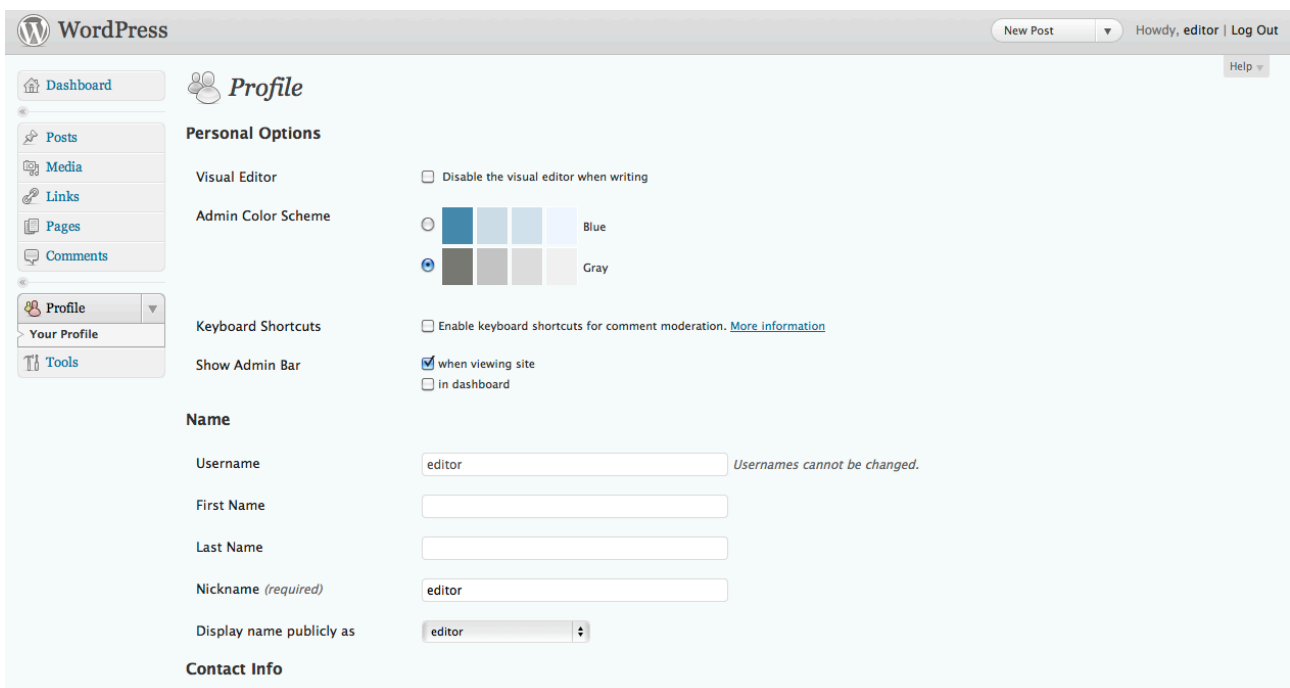 WordPress
New Post
Howdy, editor | Log Out
Help
Dashboard
Posts
Media
Links
Pages
Comments
Profile
Your Profile
Tools
Profile
Personal Options
Visual Editor
Disable the visual editor when writing
Admin Color Scheme
Blue
Gray
Keyboard Shortcuts
Enable keyboard shortcuts for comment moderation. More information
Show Admin Bar
when viewing site
in dashboard
Name
Username
editor
Usernames cannot be changed.
First Name
Last Name
Nickname (required)
editor
Display name publicly as
editor
Contact Info